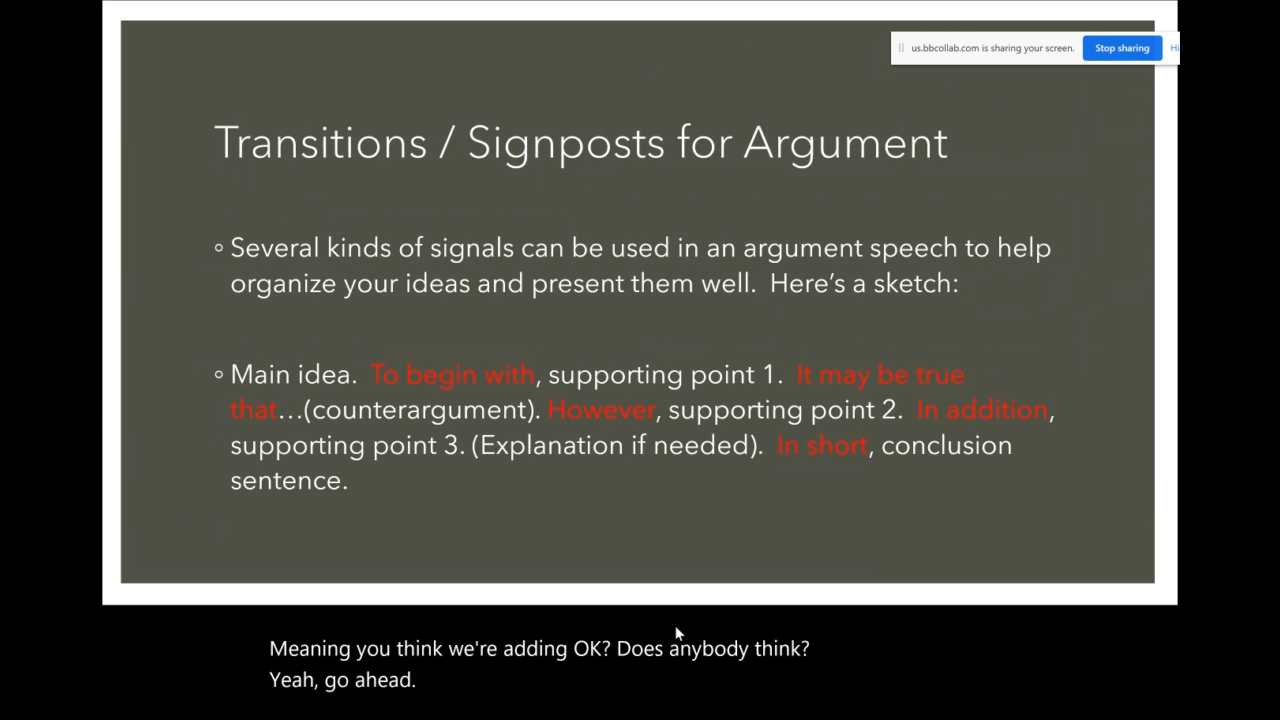 us.bbcollab.com is sharing your screen. Stop sharing
Transitions / Signposts for Argument
◦ Several kinds of signals can be used in an argument speech to help
organize your ideas and present them well.  Here’s a sketch:
◦ Main idea.  To begin with, supporting point 1.  It may be true
that…(counterargument). However, supporting point 2.  In addition,
supporting point 3. (Explanation if needed).  In short, conclusion
sentence.
Meaning you think we're adding OK? Does anybody think?
Yeah, go ahead.